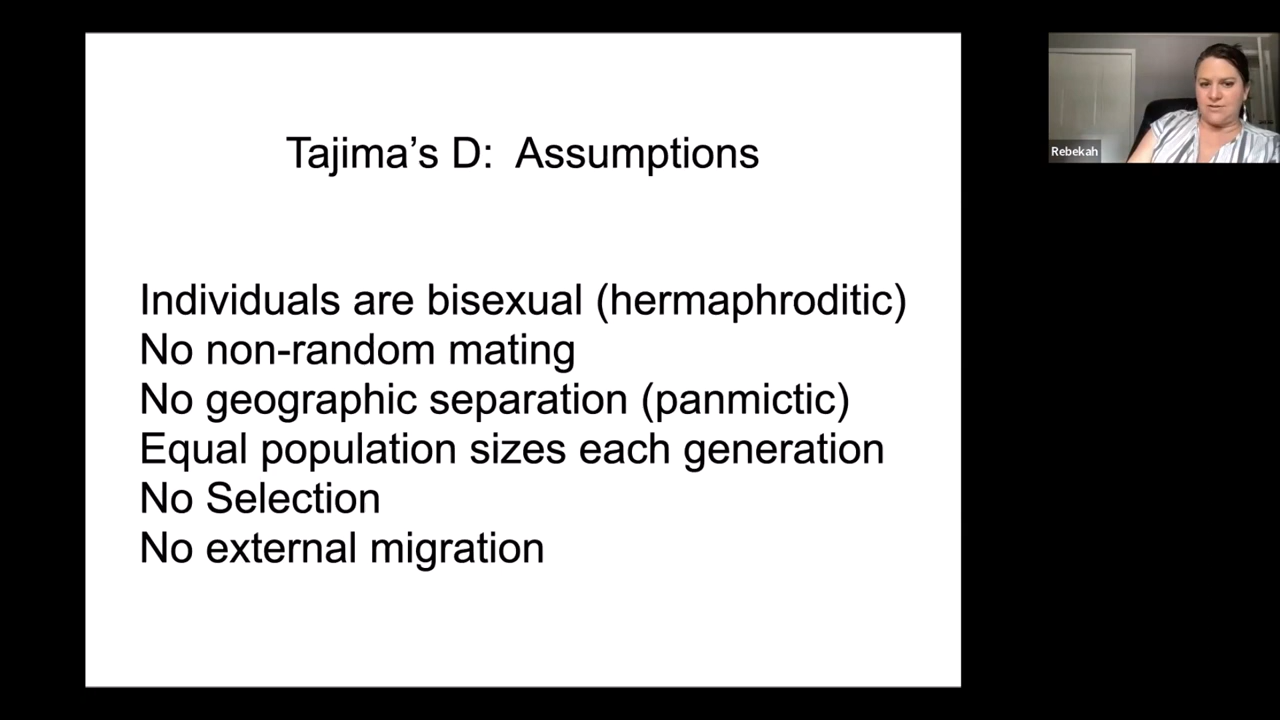 Tajima’s D:  Assumptions
Individuals are bisexual (hermaphroditic)
No non-random mating
No geographic separation (panmictic)
Equal population sizes each generation
No Selection
No external migration
Rebekah